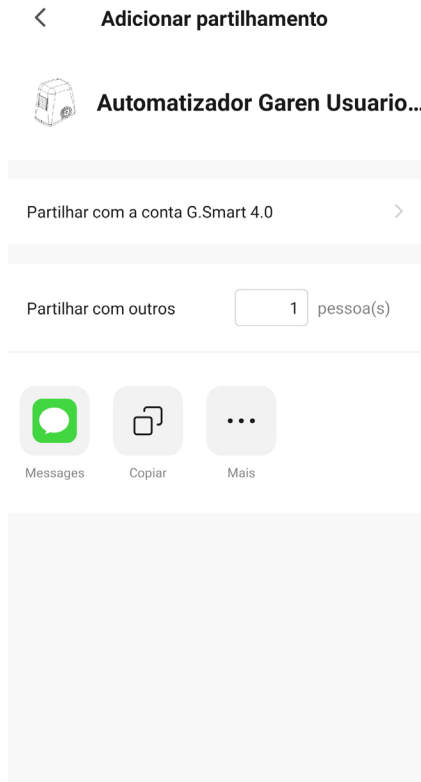 Adicionar partilhamento
Automatizador Garen Usuario...
Partilhar com a conta G.Smart 4.0
Partilhar com outros 1 pessoa(s)
Messages Copiar Mais